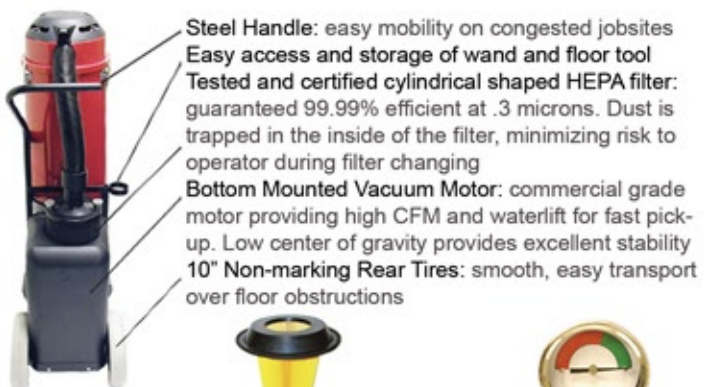 Steel Handle: easy mobility on congested jobsites
Easy access and storage of wand and floor tool
Tested and certified cylindrical shaped HEPA filter:
guaranteed 99.99% efficient at .3 microns. Dust is
trapped in the inside of the filter, minimizing risk to
operator during filter changing
Bottom Mounted Vacuum Motor: commercial grade
motor providing high CFM and waterlift for fast pick-
up. Low center of gravity provides excellent stability
10” Non-marking Rear Tires: smooth, easy transport
over floor obstructions